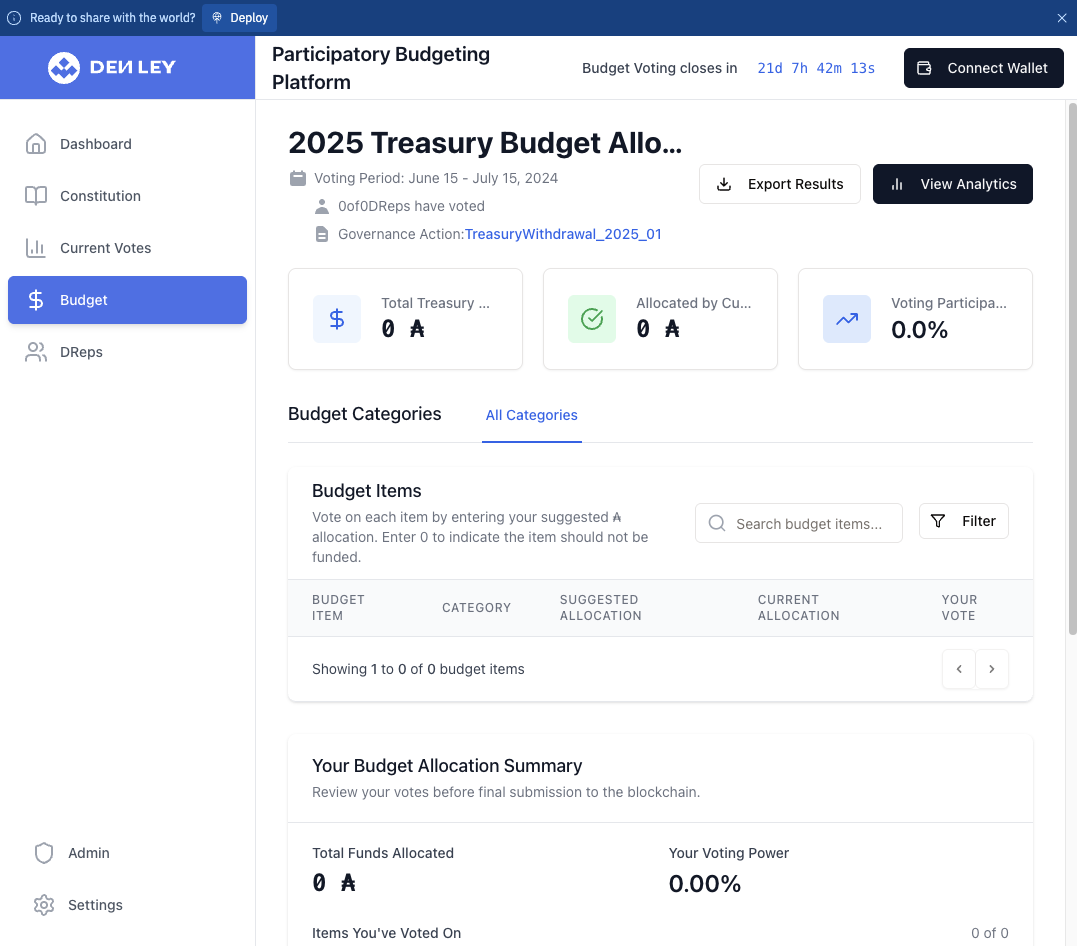 Ready to share with the world? Deploy
DEN LEY
Participatory Budgeting
Platform
Budget Voting closes in 21d 7h 42m 13s
Connect Wallet
Dashboard
Constitution
Current Votes
Budget
DReps
Admin
Settings
2025 Treasury Budget Allo...
Voting Period: June 15 - July 15, 2024
0of0DReps have voted
Governance Action:TreasuryWithdrawal_2025_01
Export Results
View Analytics
Total Treasury ...
0 ₳
Allocated by Cu...
0 ₳
Voting Participa...
0.0%
Budget Categories
All Categories
Budget Items
Vote on each item by entering your suggested ₳
allocation. Enter 0 to indicate the item should not be
funded.
Search budget items...
Filter
BUDGET
ITEM
CATEGORY
SUGGESTED
ALLOCATION
CURRENT
ALLOCATION
YOUR
VOTE
Showing 1 to 0 of 0 budget items
Your Budget Allocation Summary
Review your votes before final submission to the blockchain.
Total Funds Allocated
0 ₳
Your Voting Power
0.00%
Items You've Voted On
0 of 0